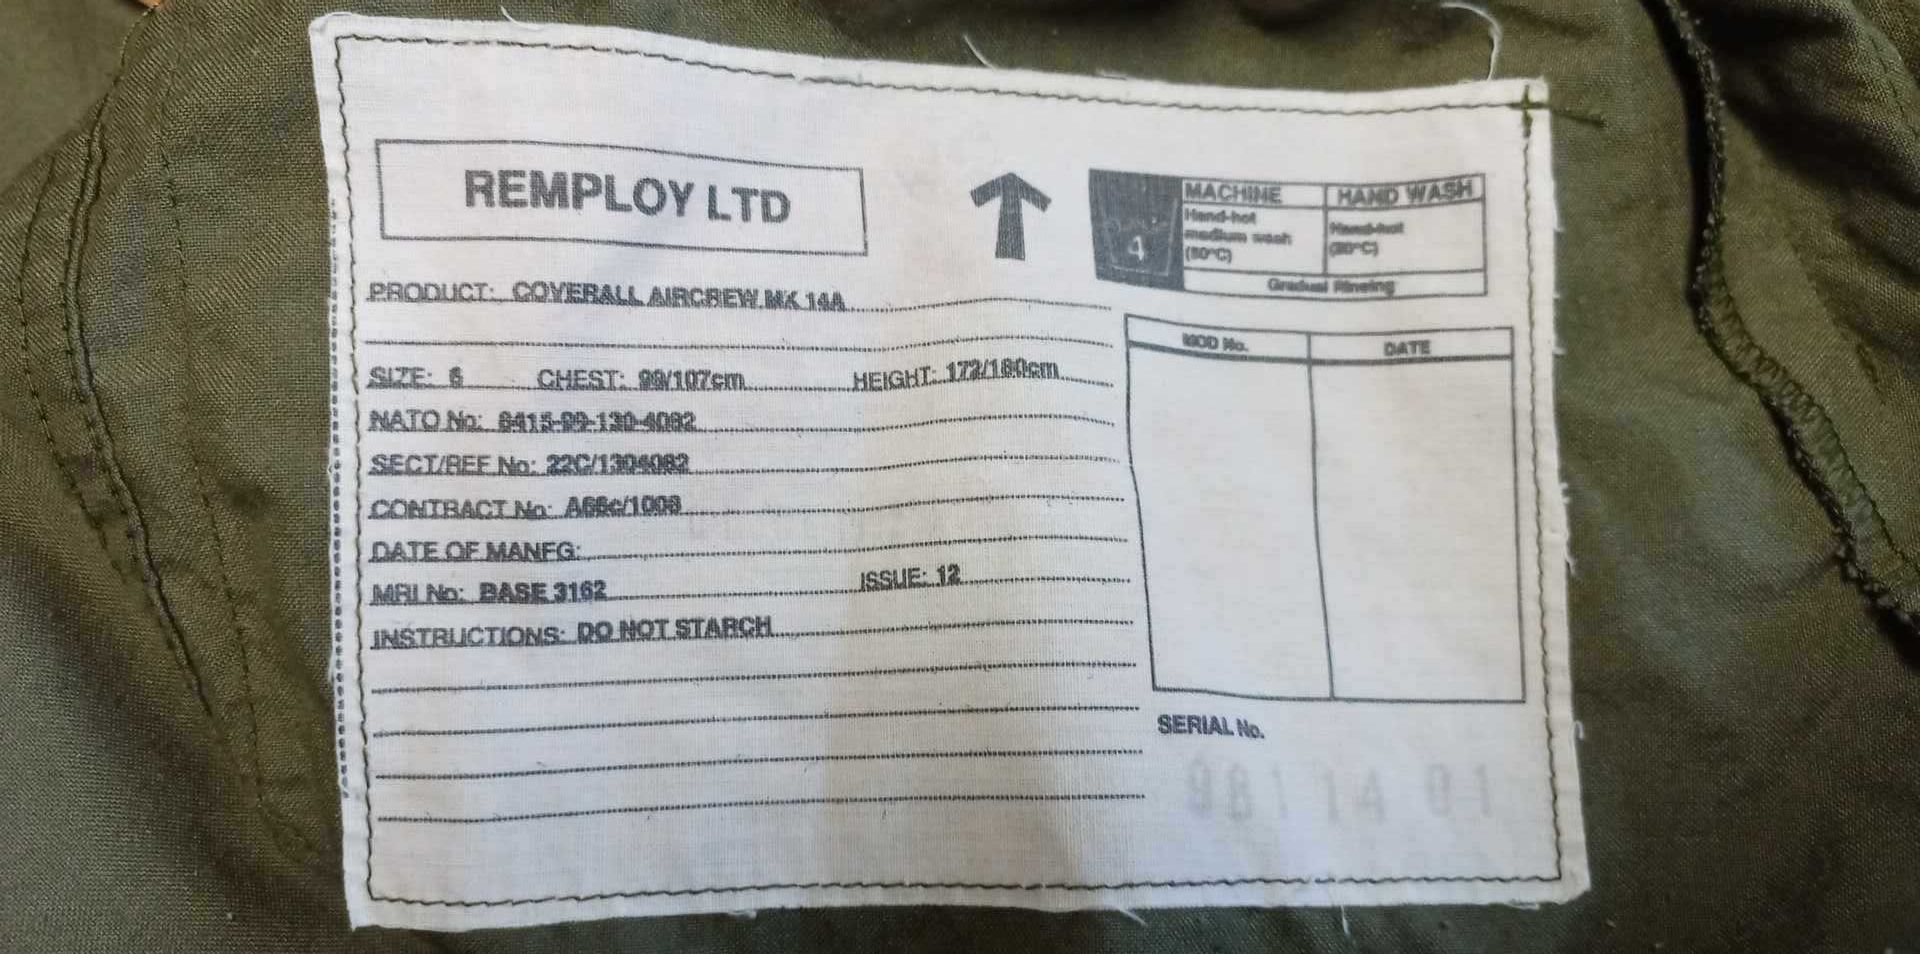 REMPLOY LTD
4
MACHINE
HAND WASH
Hand-hot
medium wash
(50°C)
Hand-hot
Gradual Rinsing
PRODUCT: COVERALL AIRCREW MK 14A
SIZE: 6 CHEST: 99/107cm HEIGHT: 172/180cm
NATO No: 8415-99-130-4082
SECT/REF No: 22C/1304082
CONTRACT No: A66c/1008
DATE OF MANFG:
MRI No: BASE 3162 ISSUE: 12
INSTRUCTIONS: DO NOT STARCH
MOD No. DATE
SERIAL No.